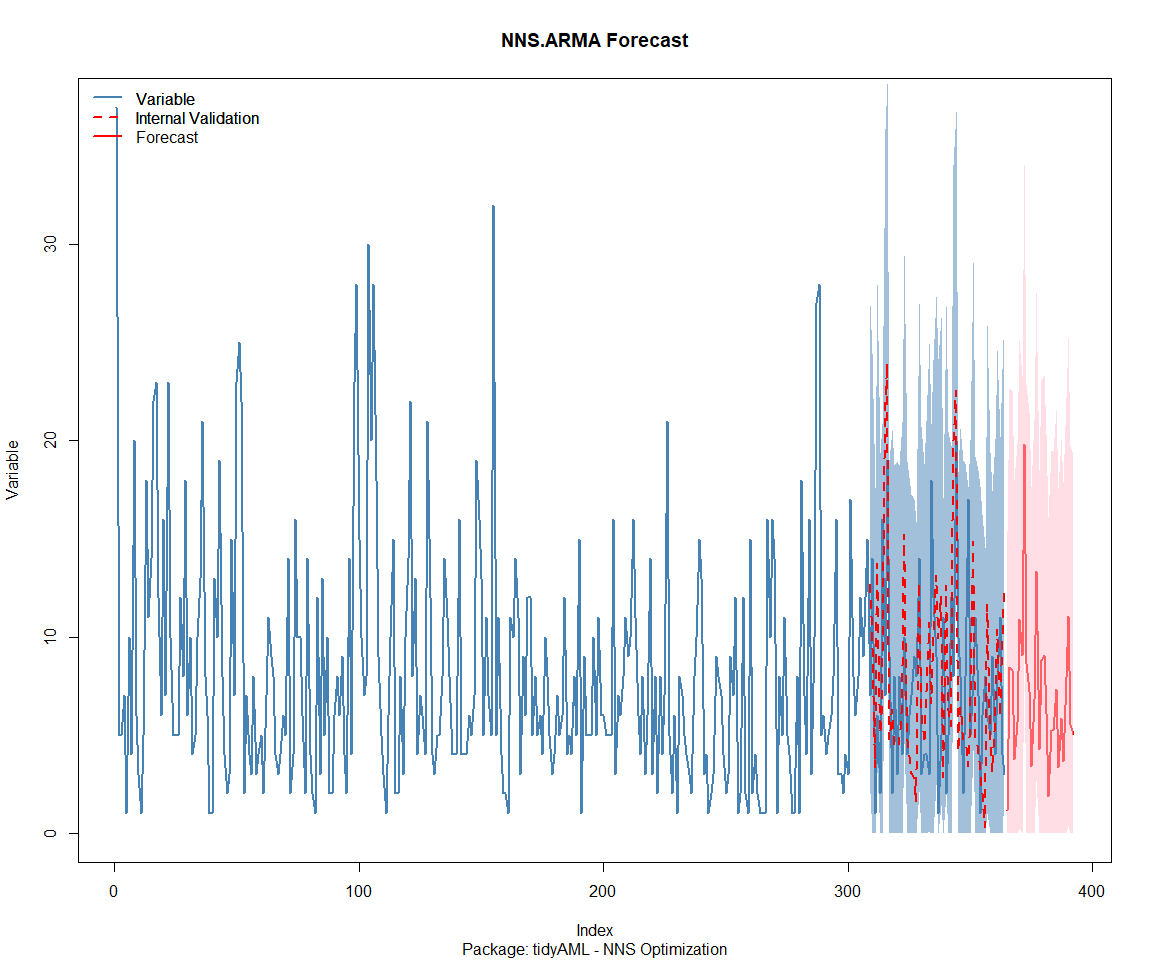 NNS.ARMA Forecast
Variable
Internal Validation
Forecast
Variable
30
20
10
0
0
100
200
300
400
Index
Package: tidyAML - NNS Optimization